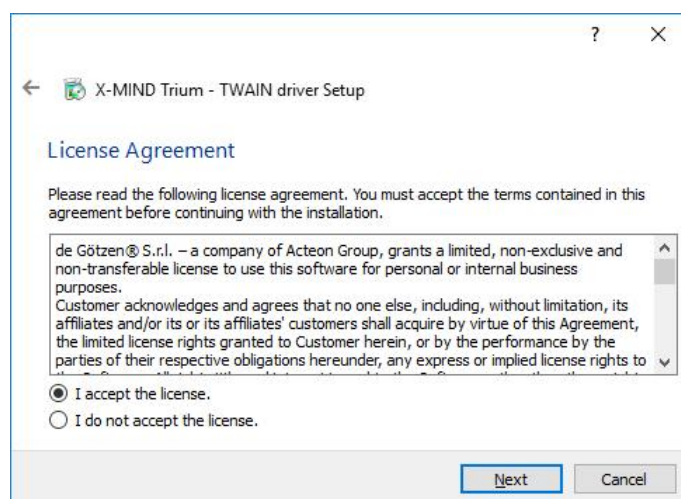 ?
X-MIND Trium - TWAIN driver Setup
License Agreement
Please read the following license agreement. You must accept the terms contained in this
agreement before continuing with the installation.
de Götzen® S.r.l. – a company of Acteon Group, grants a limited, non-exclusive and
non-transferable license to use this software for personal or internal business
purposes.
Customer acknowledges and agrees that no one else, including, without limitation, its
affiliates and/or its or its affiliates' customers shall acquire by virtue of this Agreement,
the limited license rights granted to Customer herein, or by the performance by the
parties of their respective obligations hereunder, any express or implied license rights to
I accept the license.
I do not accept the license.
Next
Cancel